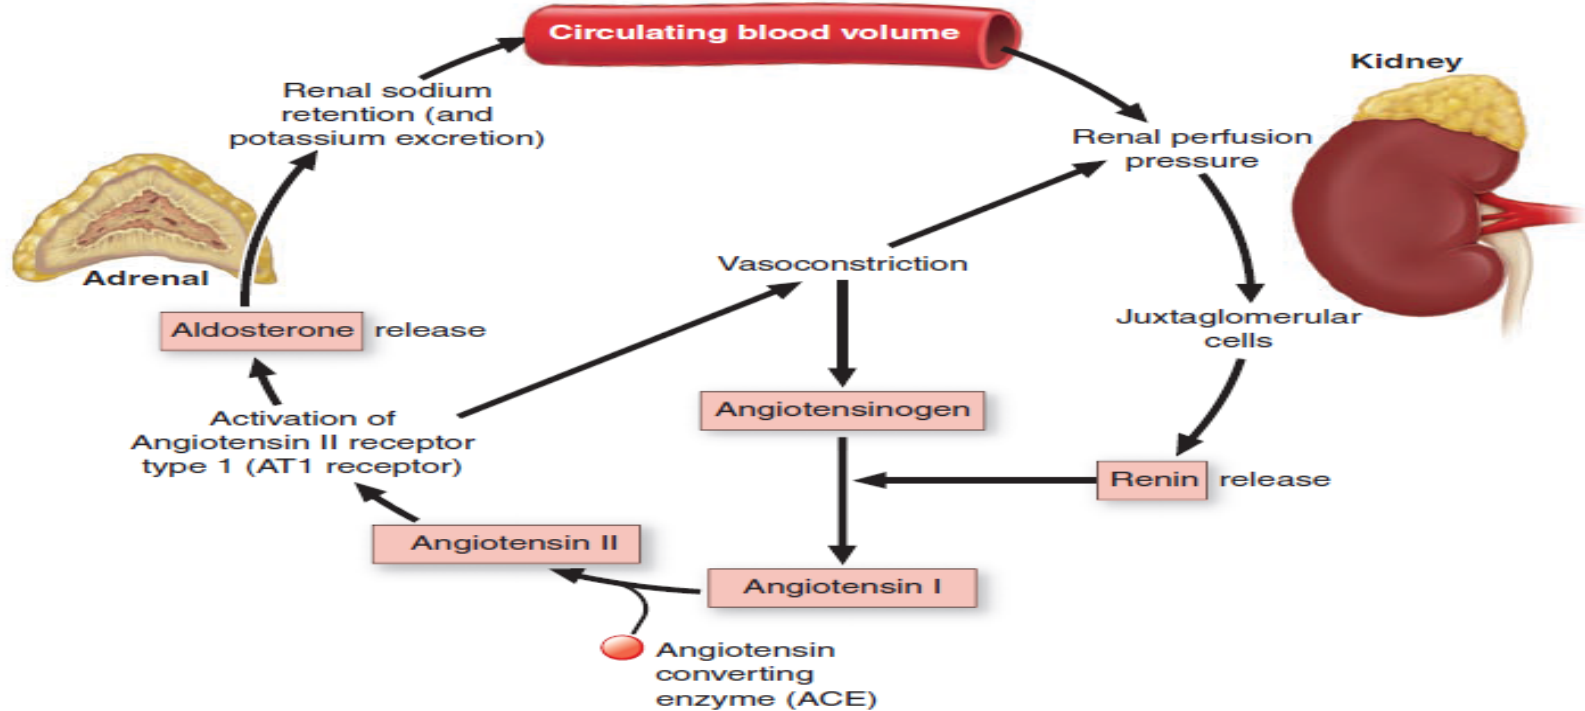 Circulating blood volume
Kidney
Renal sodium
retention (and
potassium excretion)
Renal perfusion
pressure
Adrenal
Vasoconstriction
Juxtaglomerular
cells
Aldosterone release
Angiotensinogen
Activation of
Angiotensin II receptor
type 1 (AT1 receptor)
Renin release
Angiotensin II
Angiotensin I
Angiotensin
converting
enzyme (ACE)